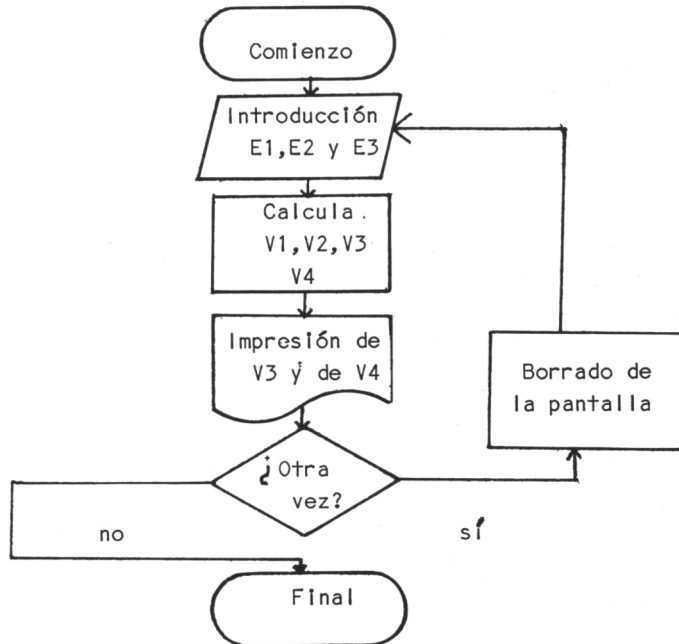 Comienzo
Introducción
E1,E2 y E3
Calcula.
V1,V2,V3
V4
Impresión de
V3 y de V4
Borrado de
la pantalla
¿Otra
vez?
no
sí
Final